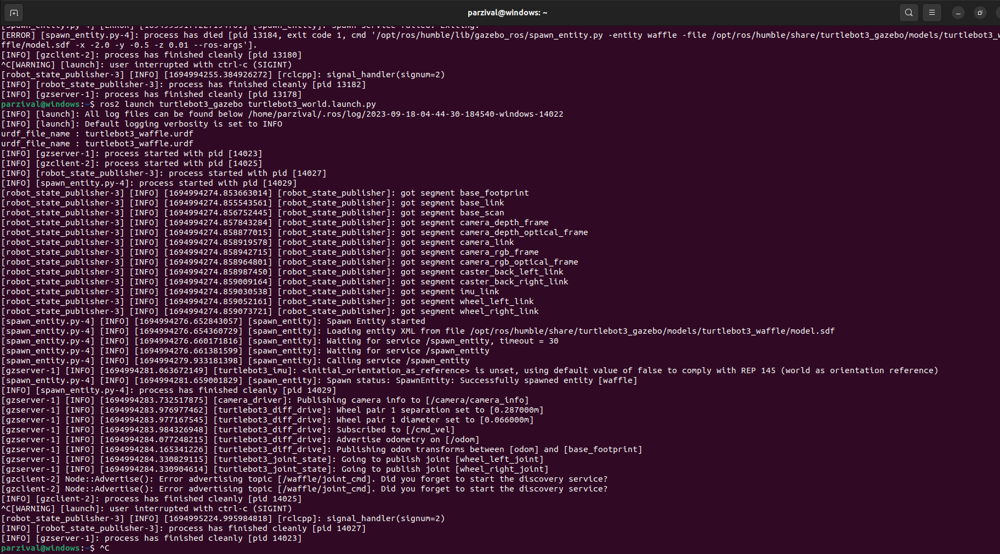 parzival@windows: ~
[spawn_entity.py-4] [ERROR] [1694993917.227194701] [spawn_entity]: Spawn service failed. Exiting.
[ERROR] [spawn_entity.py-4]: process has died [pid 13184, exit code 1, cmd '/opt/ros/humble/lib/gazebo_ros/spawn_entity.py -entity waffle -file /opt/ros/humble/share/turtlebot3_gazebo/models/turtlebot3_w
ffle/model.sdf -x -2.0 -y -0.5 -z 0.01 --ros-args'].
[INFO] [gzclient-2]: process has finished cleanly [pid 13180]
^C[WARNING] [launch]: user interrupted with ctrl-c (SIGINT)
[robot_state_publisher-3] [INFO] [1694994255.384926272] [rclcpp]: signal_handler(signum=2)
[INFO] [robot_state_publisher-3]: process has finished cleanly [pid 13182]
[INFO] [gzserver-1]: process has finished cleanly [pid 13178]
parzival@windows:~$ ros2 launch turtlebot3_gazebo turtlebot3_world.launch.py
[INFO] [launch]: All log files can be found below /home/parzival/.ros/log/2023-09-18-04-44-30-184540-windows-14022
[INFO] [launch]: Default logging verbosity is set to INFO
urdf_file_name : turtlebot3_waffle.urdf
urdf_file_name : turtlebot3_waffle.urdf
[INFO] [gzserver-1]: process started with pid [14023]
[INFO] [gzclient-2]: process started with pid [14025]
[INFO] [robot_state_publisher-3]: process started with pid [14027]
[INFO] [spawn_entity.py-4]: process started with pid [14029]
[robot_state_publisher-3] [INFO] [1694994274.853663014] [robot_state_publisher]: got segment base_footprint
[robot_state_publisher-3] [INFO] [1694994274.855543561] [robot_state_publisher]: got segment base_link
[robot_state_publisher-3] [INFO] [1694994274.856752445] [robot_state_publisher]: got segment base_scan
[robot_state_publisher-3] [INFO] [1694994274.857843284] [robot_state_publisher]: got segment camera_depth_frame
[robot_state_publisher-3] [INFO] [1694994274.858877015] [robot_state_publisher]: got segment camera_depth_optical_frame
[robot_state_publisher-3] [INFO] [1694994274.858919578] [robot_state_publisher]: got segment camera_link
[robot_state_publisher-3] [INFO] [1694994274.858942715] [robot_state_publisher]: got segment camera_rgb_frame
[robot_state_publisher-3] [INFO] [1694994274.858964801] [robot_state_publisher]: got segment camera_rgb_optical_frame
[robot_state_publisher-3] [INFO] [1694994274.858987450] [robot_state_publisher]: got segment caster_back_left_link
[robot_state_publisher-3] [INFO] [1694994274.859009164] [robot_state_publisher]: got segment caster_back_right_link
[robot_state_publisher-3] [INFO] [1694994274.859030538] [robot_state_publisher]: got segment imu_link
[robot_state_publisher-3] [INFO] [1694994274.859052161] [robot_state_publisher]: got segment wheel_left_link
[robot_state_publisher-3] [INFO] [1694994274.859073721] [robot_state_publisher]: got segment wheel_right_link
[spawn_entity.py-4] [INFO] [1694994276.652843057] [spawn_entity]: Spawn Entity started
[spawn_entity.py-4] [INFO] [1694994276.654360729] [spawn_entity]: Loading entity XML from file /opt/ros/humble/share/turtlebot3_gazebo/models/turtlebot3_waffle/model.sdf
[spawn_entity.py-4] [INFO] [1694994276.660171816] [spawn_entity]: Waiting for service /spawn_entity, timeout = 30
[spawn_entity.py-4] [INFO] [1694994276.661381599] [spawn_entity]: Waiting for service /spawn_entity
[spawn_entity.py-4] [INFO] [1694994279.933181398] [spawn_entity]: Calling service /spawn_entity
[gzserver-1] [INFO] [1694994281.063672149] [turtlebot3_imu]: <initial_orientation_as_reference> is unset, using default value of false to comply with REP 145 (world as orientation reference)
[spawn_entity.py-4] [INFO] [1694994281.659001829] [spawn_entity]: Spawn status: SpawnEntity: Successfully spawned entity [waffle]
[INFO] [spawn_entity.py-4]: process has finished cleanly [pid 14029]
[gzserver-1] [INFO] [1694994283.732517875] [camera_driver]: Publishing camera info to [/camera/camera_info]
[gzserver-1] [INFO] [1694994283.976977462] [turtlebot3_diff_drive]: Wheel pair 1 separation set to [0.287000m]
[gzserver-1] [INFO] [1694994283.977167545] [turtlebot3_diff_drive]: Wheel pair 1 diameter set to [0.066000m]
[gzserver-1] [INFO] [1694994283.984326948] [turtlebot3_diff_drive]: Subscribed to [/cmd_vel]
[gzserver-1] [INFO] [1694994284.077248215] [turtlebot3_diff_drive]: Advertise odometry on [/odom]
[gzserver-1] [INFO] [1694994284.165341226] [turtlebot3_diff_drive]: Publishing odom transforms between [odom] and [base_footprint]
[gzserver-1] [INFO] [1694994284.330829115] [turtlebot3_joint_state]: Going to publish joint [wheel_left_joint]
[gzserver-1] [INFO] [1694994284.330904614] [turtlebot3_joint_state]: Going to publish joint [wheel_right_joint]
[gzclient-2] Node::Advertise(): Error advertising topic [/waffle/joint_cmd]. Did you forget to start the discovery service?
[gzclient-2] Node::Advertise(): Error advertising topic [/waffle/joint_cmd]. Did you forget to start the discovery service?
[INFO] [gzclient-2]: process has finished cleanly [pid 14025]
^C[WARNING] [launch]: user interrupted with ctrl-c (SIGINT)
[robot_state_publisher-3] [INFO] [1694995224.995984818] [rclcpp]: signal_handler(signum=2)
[INFO] [robot_state_publisher-3]: process has finished cleanly [pid 14027]
[INFO] [gzserver-1]: process has finished cleanly [pid 14023]
parzival@windows:~$ ^C